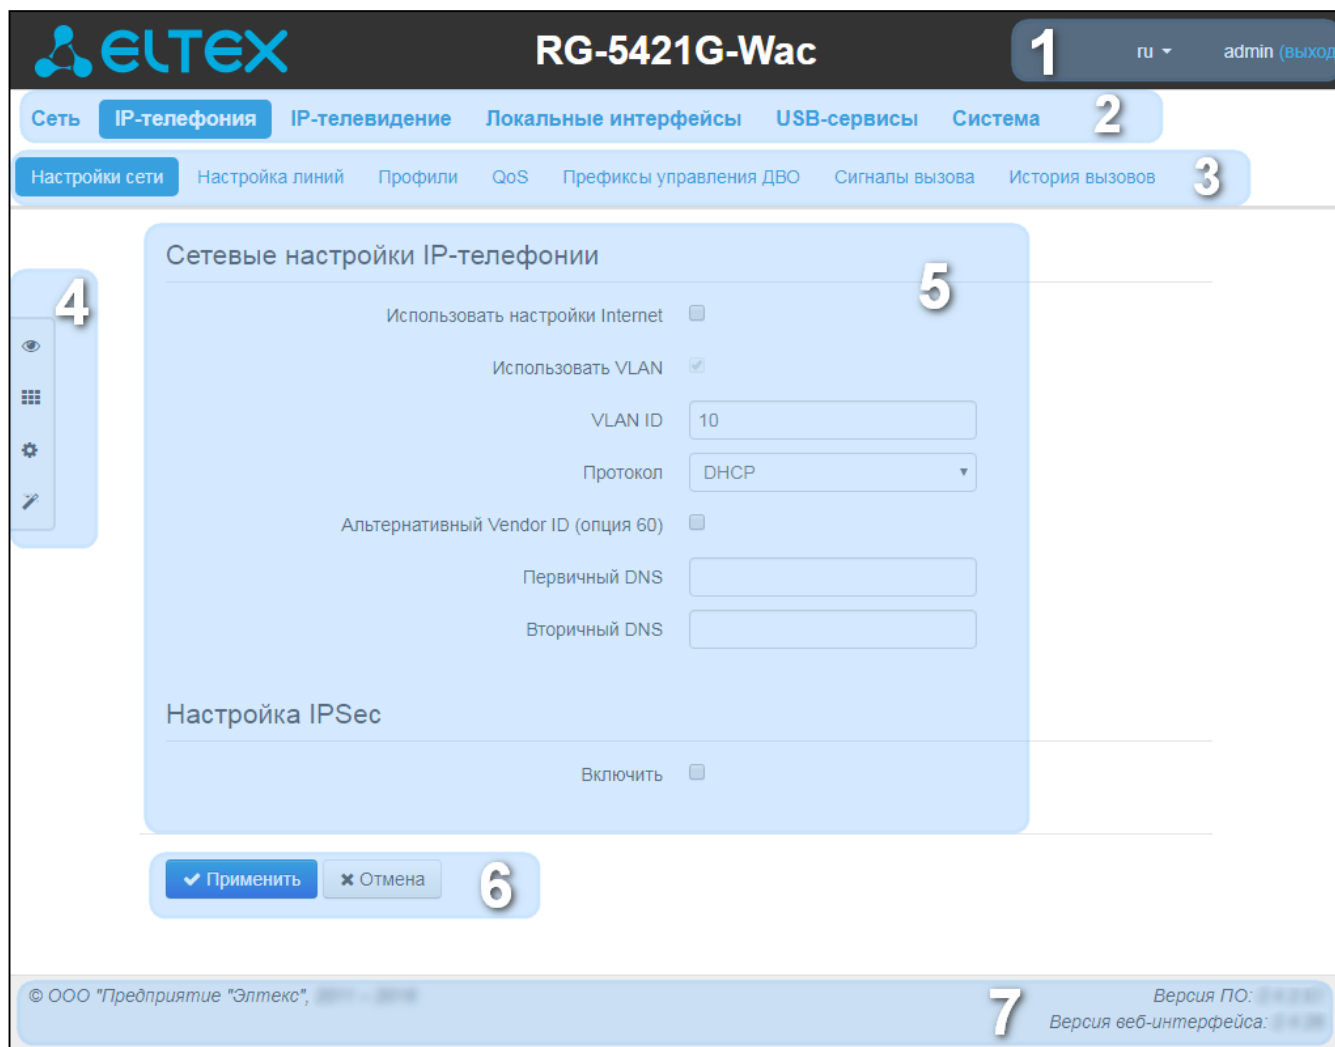 ELTEX
RG-5421G-Wac
1
ru
admin (выход
Сеть IP-телефония IP-телевидение Локальные интерфейсы USB-сервисы Система
2
Настройки сети Настройка линий Профили QoS Префиксы управления ДВО Сигналы вызова История вызовов
3
Сетевые настройки IP-телефонии
4
5
Использовать настройки Internet
Использовать VLAN
VLAN ID 10
Протокол DHCP
Альтернативный Vendor ID (опция 60)
Первичный DNS
Вторичный DNS
Настройка IPSec
Включить
Применить Отмена
6
© ООО "Предприятие "Элтекс",
7
Версия ПО:
Версия веб-интерфейса: